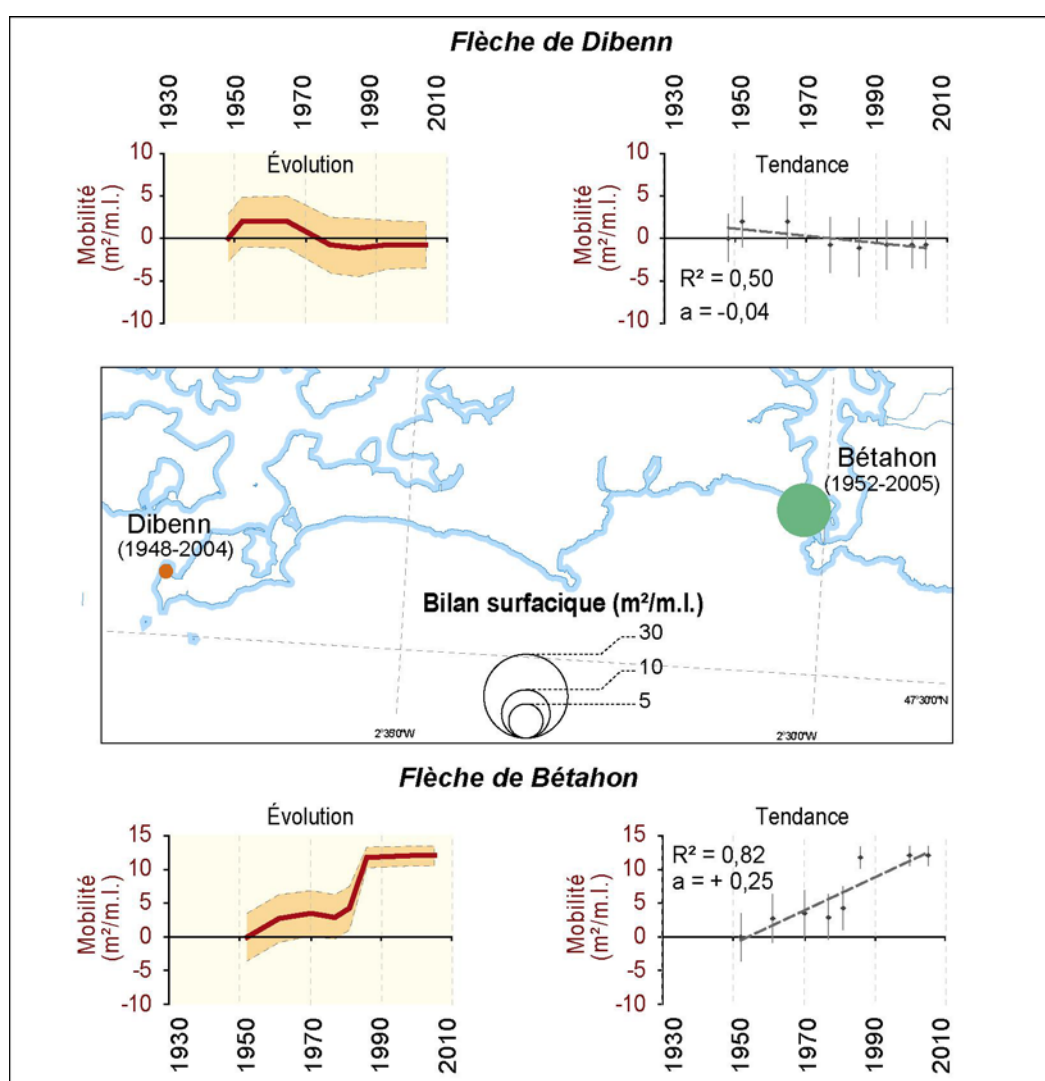 Flèche de Dibenn
1930 1950 1970 1990 2010
1930 1950 1970 1990 2010
Évolution
Mobilité
(m²/m.l.)
10
5
0
-5
-10
Tendance
Mobilité
(m²/m.l.)
10
5
0
-5
-10
R² = 0,50
a = -0,04
Bétahon
(1952-2005)
Dibenn
(1948-2004)
Bilan surfacique (m²/m.l.)
30
10
5
47°30'0"N
2°30'0"W
Flèche de Bétahon
Évolution
Mobilité
(m²/m.l.)
15
10
5
0
-5
-10
Tendance
Mobilité
(m²/m.l.)
15
10
5
0
-5
-10
R² = 0,82
a = + 0,25
1930 1950 1970 1990 2010
1930 1950 1970 1990 2010